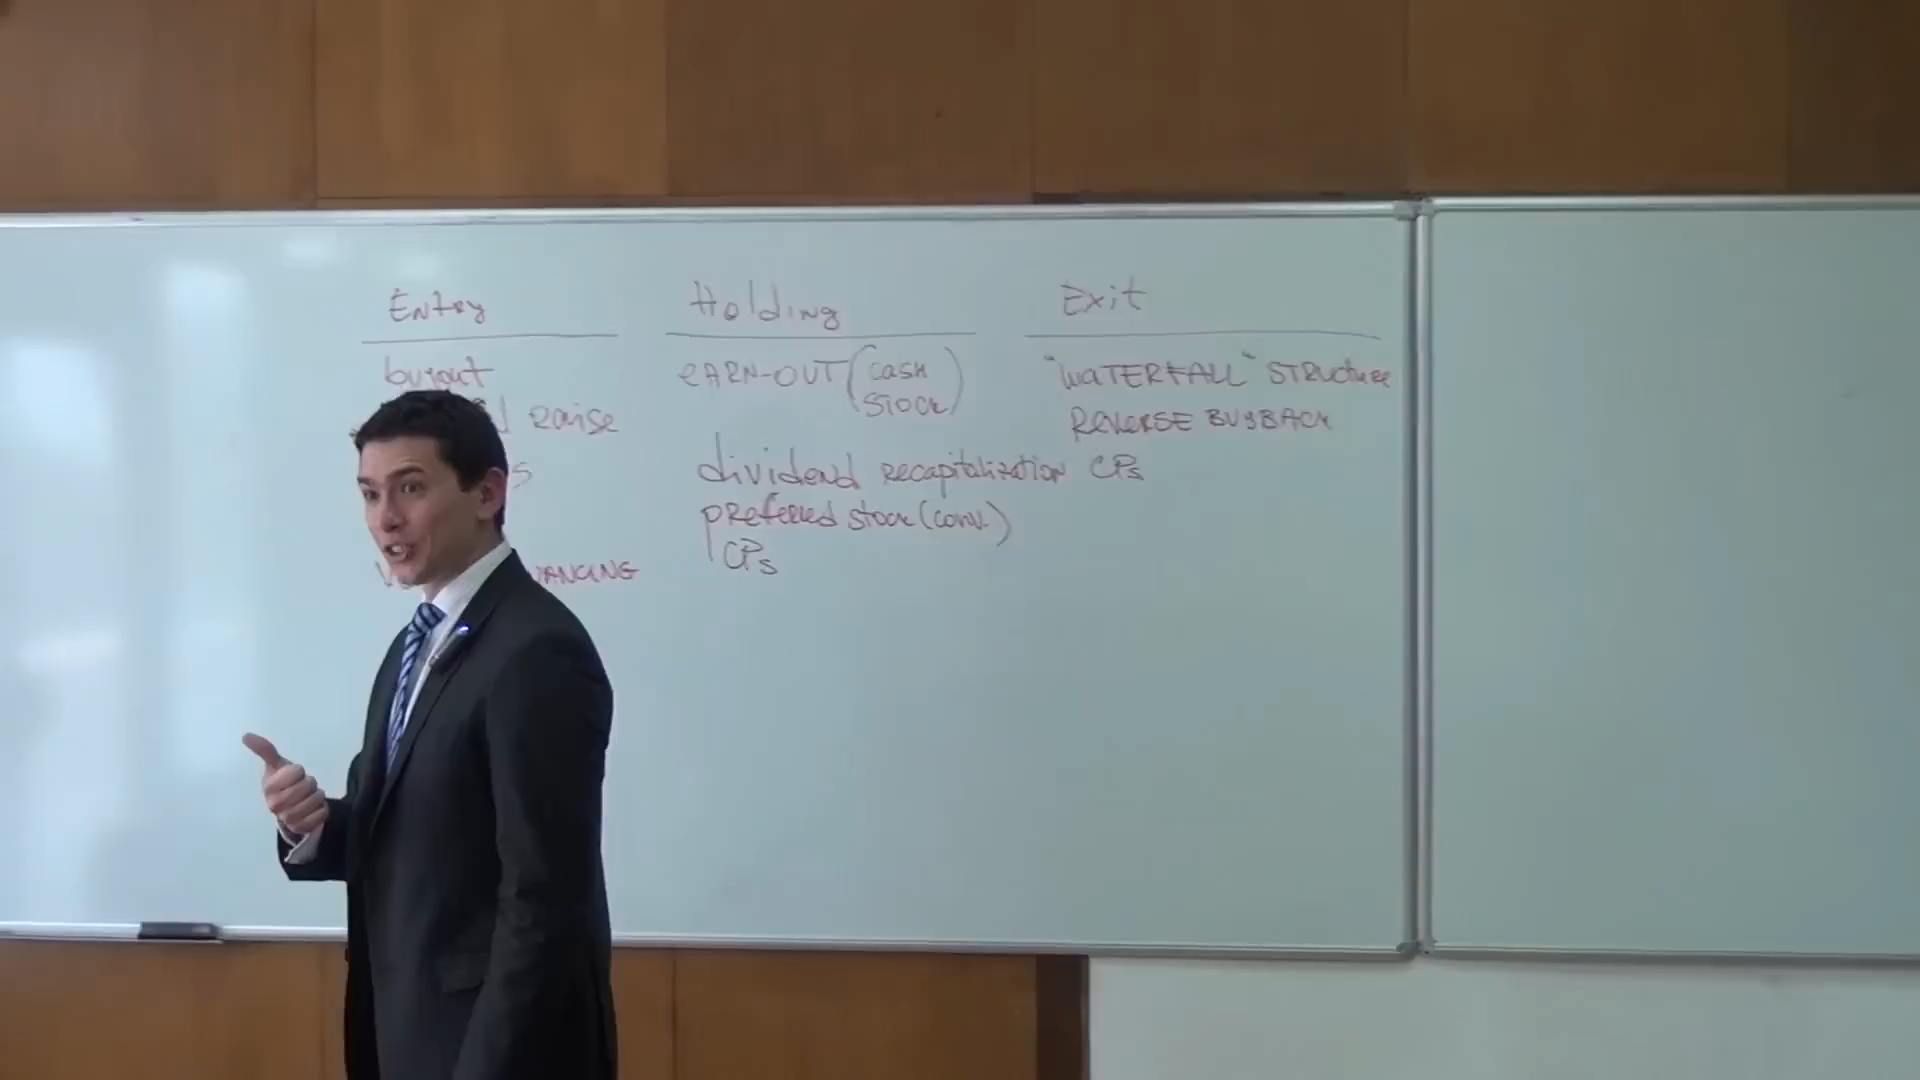 Entry
buyout
raise
Holding
EARN-OUT (CASH
STOCK)
dividend recapitalization CPs
preferred stock (conv.)
CPs
Exit
"WATERFALL" STRUCTURE
REVERSE BUYBACK